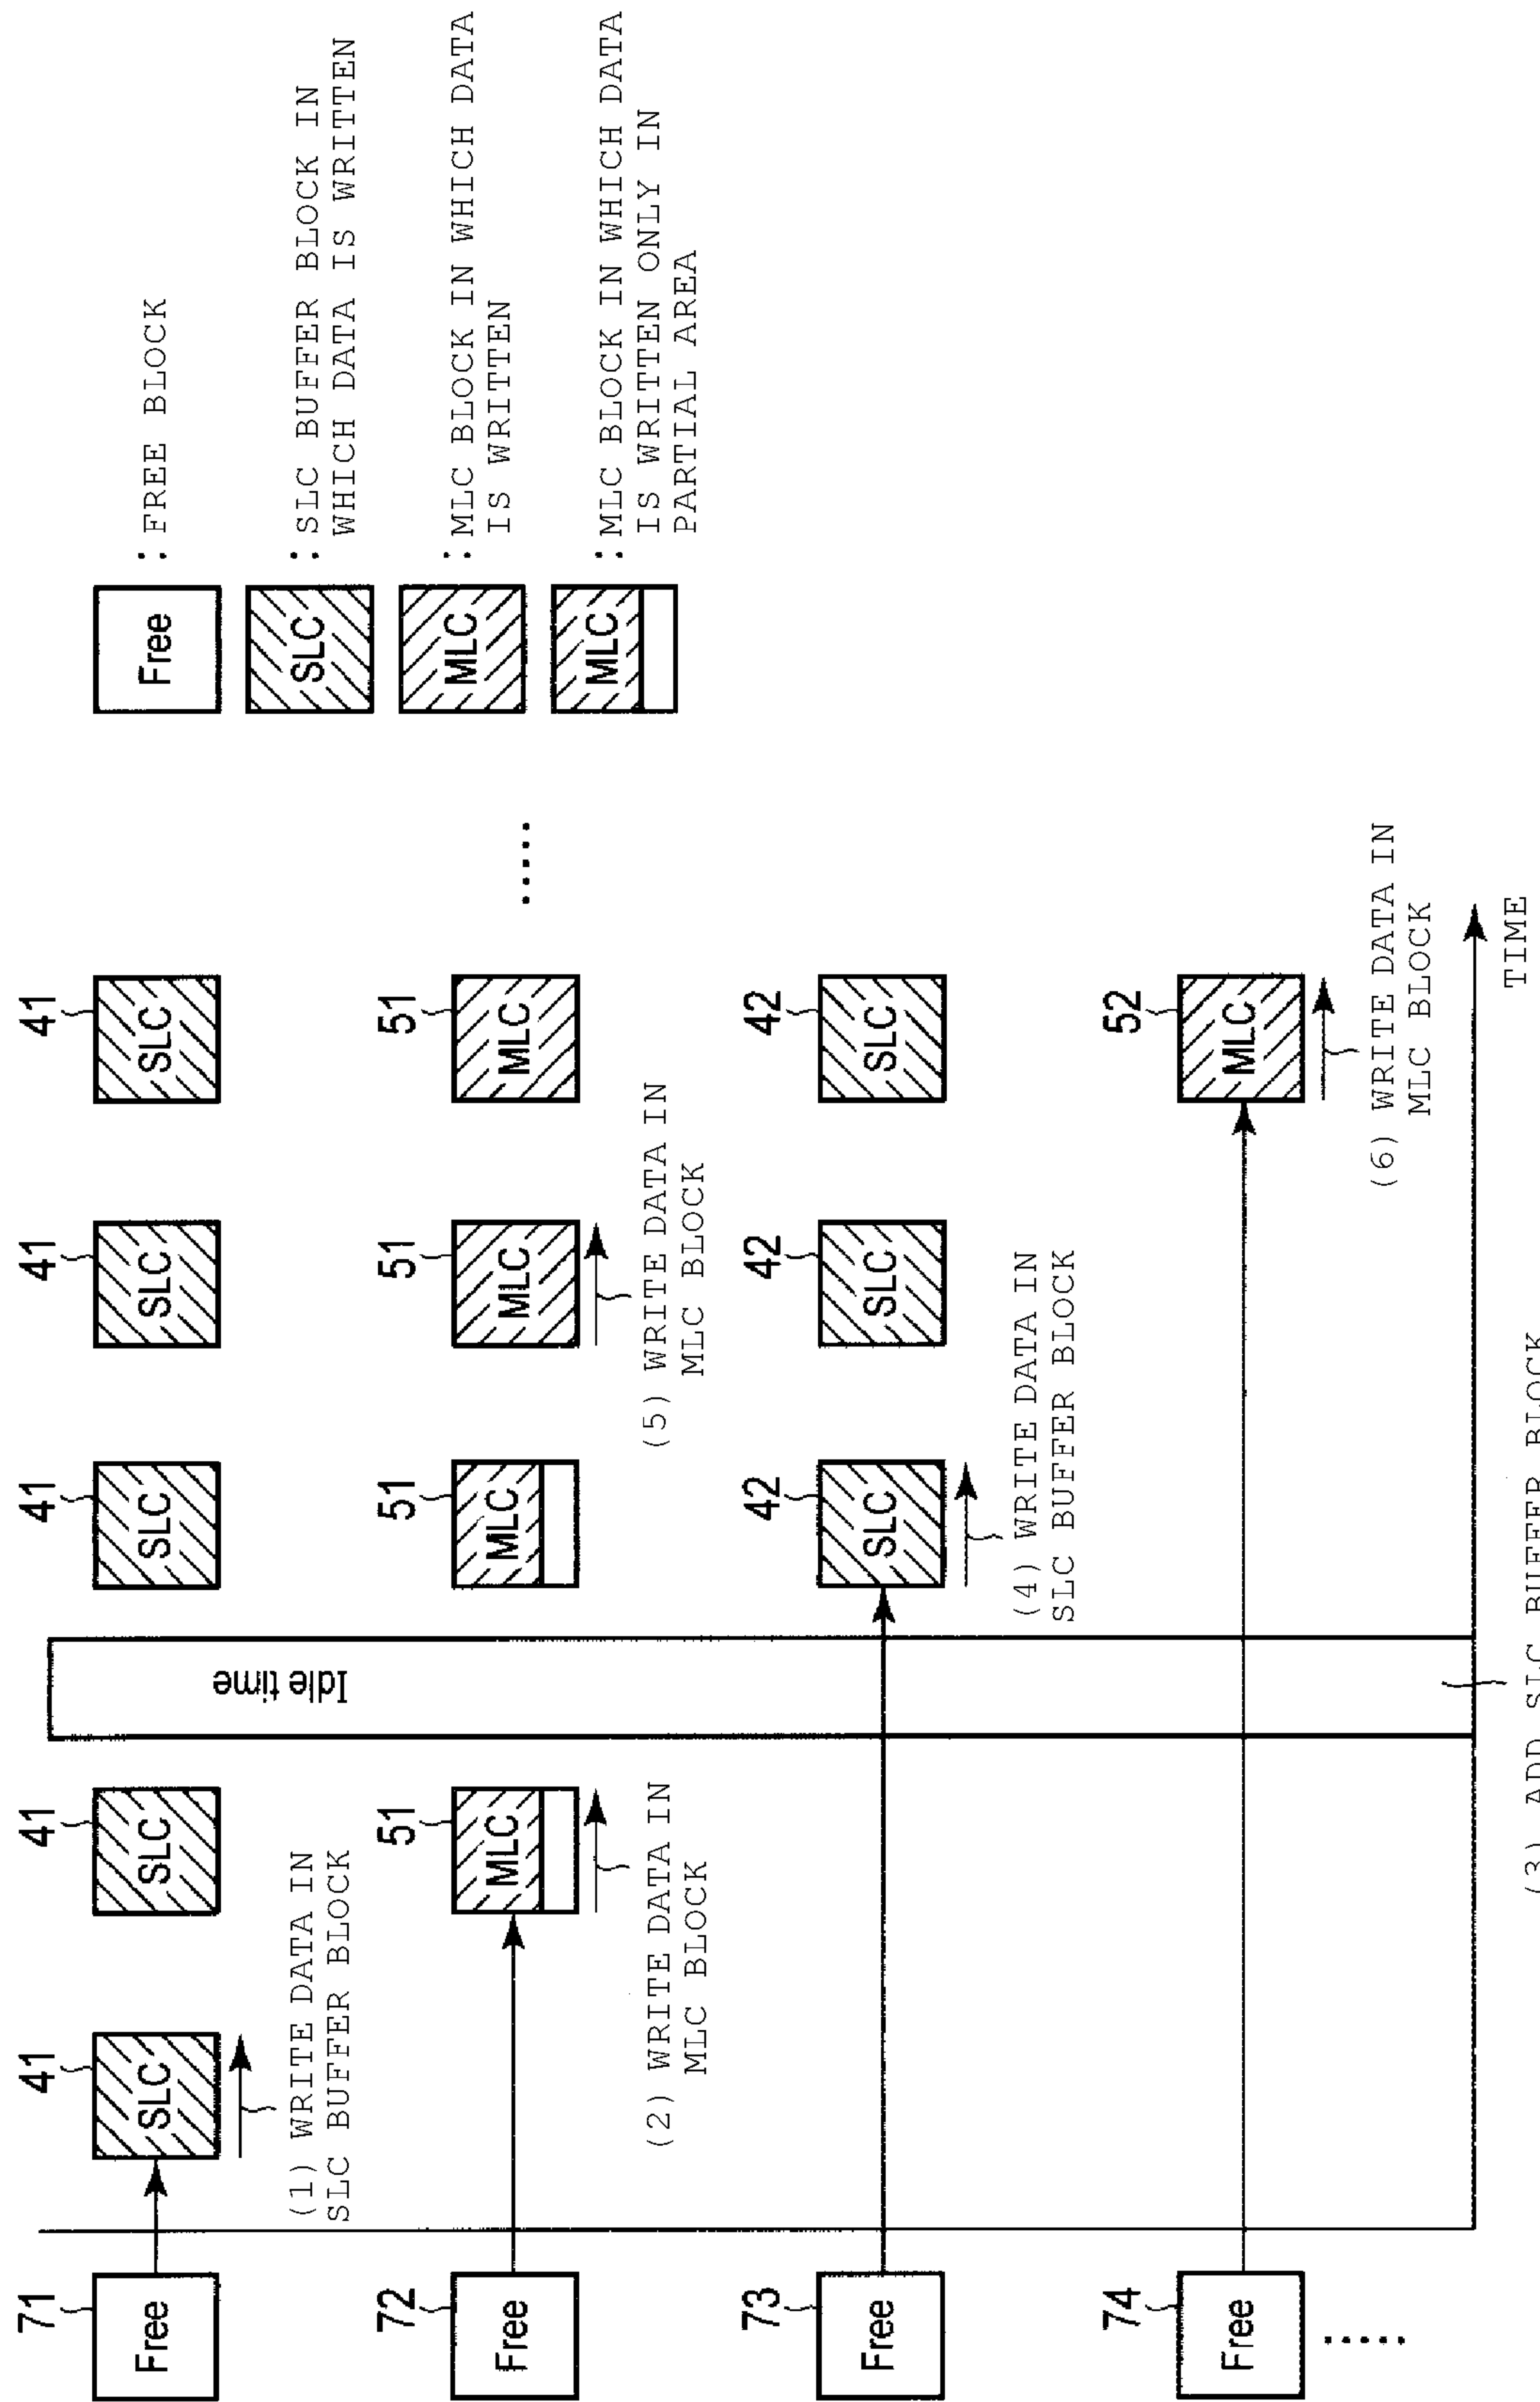 Free
: FREE BLOCK
SLC
: SLC BUFFER BLOCK IN
WHICH DATA IS WRITTEN
MLC
: MLC BLOCK IN WHICH DATA
IS WRITTEN
MLC
: MLC BLOCK IN WHICH DATA
IS WRITTEN ONLY IN
PARTIAL AREA
71
Free
41
SLC
41
SLC
Idle time
41
SLC
41
SLC
41
SLC
(1) WRITE DATA IN
SLC BUFFER BLOCK
72
Free
51
MLC
51
MLC
51
MLC
51
MLC
.....
(2) WRITE DATA IN
MLC BLOCK
(5) WRITE DATA IN
MLC BLOCK
73
Free
42
SLC
42
SLC
42
SLC
(4) WRITE DATA IN
SLC BUFFER BLOCK
74
Free
52
MLC
.....
(6) WRITE DATA IN
MLC BLOCK
TIME
(3) ADD SLC BUFFER BLOCK